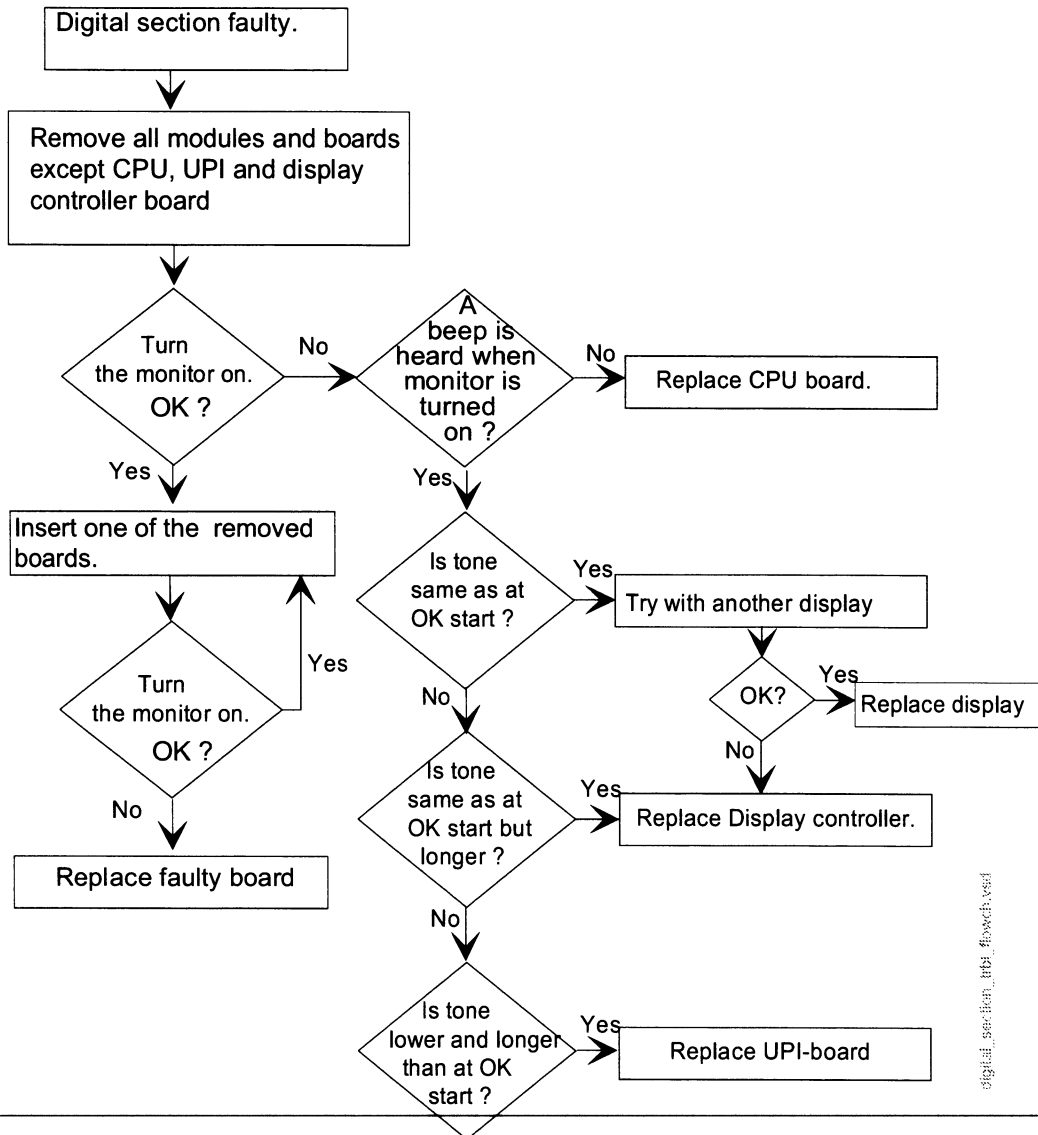 Digital section faulty.
Remove all modules and boards
except CPU, UPI and display
controller board
Turn
the monitor on.
OK ?
No
A
beep is
heard when
monitor is
turned
on ?
No
Replace CPU board.
Yes
Yes
Insert one of the removed
boards.
Is tone
same as at
OK start ?
Yes
Try with another display
Turn
the monitor on.
OK ?
Yes
No
OK?
Yes
Replace display
No
Is tone
same as at
OK start but
longer ?
Yes
Replace Display controller.
No
Replace faulty board
No
Is tone
lower and longer
than at OK
start ?
Yes
Replace UPI-board
digital_section_trbl_flowch.vsd